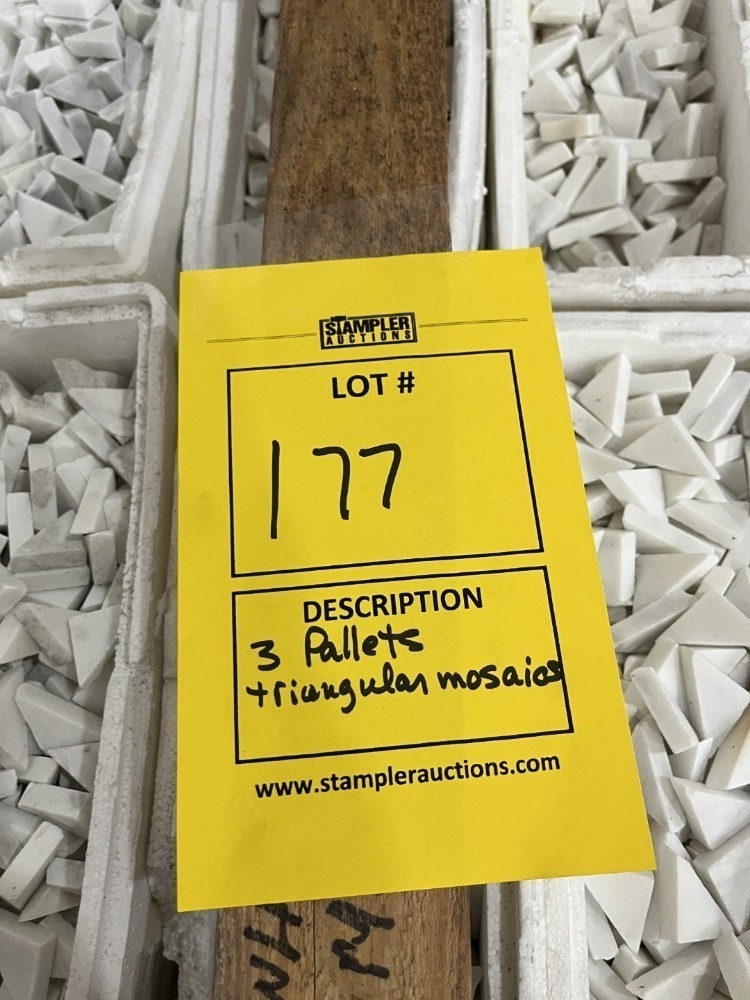 STAMPLER
AUCTIONS
LOT #
177
DESCRIPTION
3 Pallets
triangular mosaics
www.stamplerauctions.com